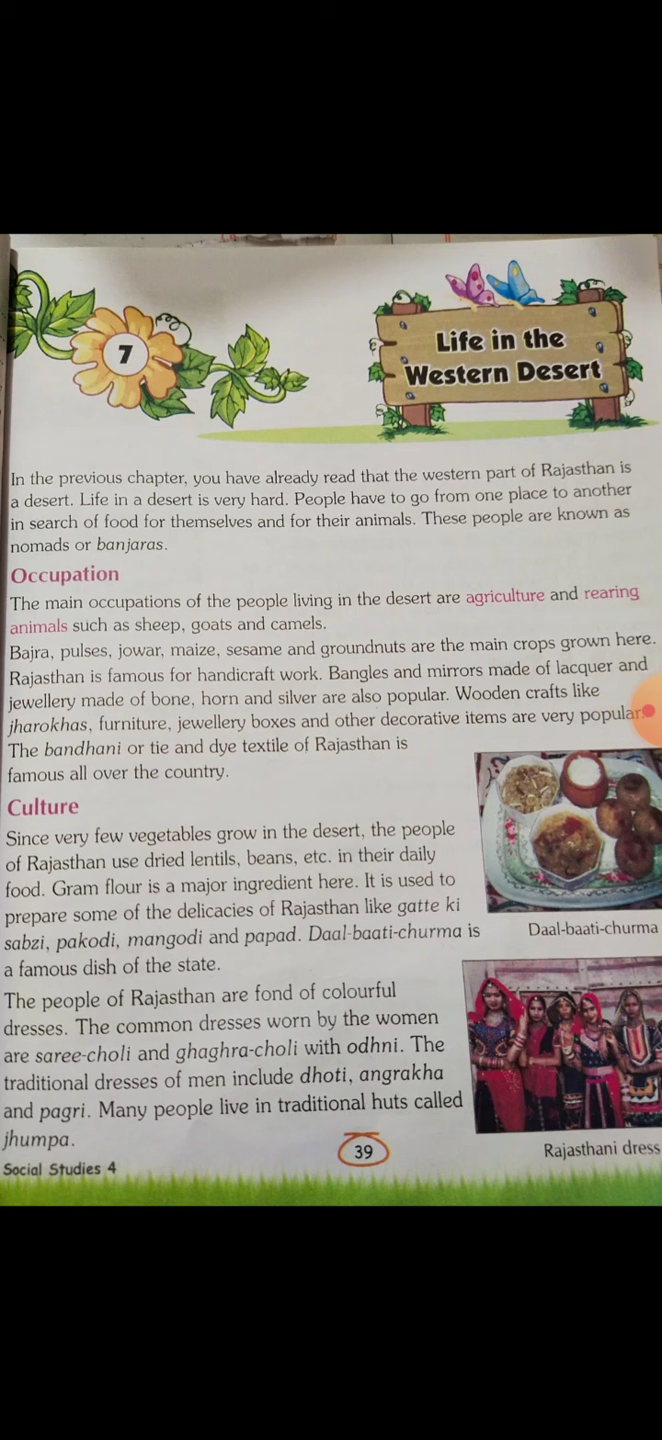 7
Life in the
Western Desert
In the previous chapter, you have already read that the western part of Rajasthan is
a desert. Life in a desert is very hard. People have to go from one place to another
in search of food for themselves and for their animals. These people are known as
nomads or banjaras.
Occupation
The main occupations of the people living in the desert are agriculture and rearing
animals such as sheep, goats and camels.
Bajra, pulses, jowar, maize, sesame and groundnuts are the main crops grown here.
Rajasthan is famous for handicraft work. Bangles and mirrors made of lacquer and
jewellery made of bone, horn and silver are also popular. Wooden crafts like
jharokhas, furniture, jewellery boxes and other decorative items are very popular.
The bandhani or tie and dye textile of Rajasthan is
famous all over the country.
Culture
Since very few vegetables grow in the desert, the people
of Rajasthan use dried lentils, beans, etc. in their daily
food. Gram flour is a major ingredient here. It is used to
prepare some of the delicacies of Rajasthan like gatte ki
sabzi, pakodi, mangodi and papad. Daal-baati-churma is
a famous dish of the state.
Daal-baati-churma
The people of Rajasthan are fond of colourful
dresses. The common dresses worn by the women
are saree-choli and ghaghra-choli with odhni. The
traditional dresses of men include dhoti, angrakha
and pagri. Many people live in traditional huts called
jhumpa.
Rajasthani dress
Social Studies 4
39